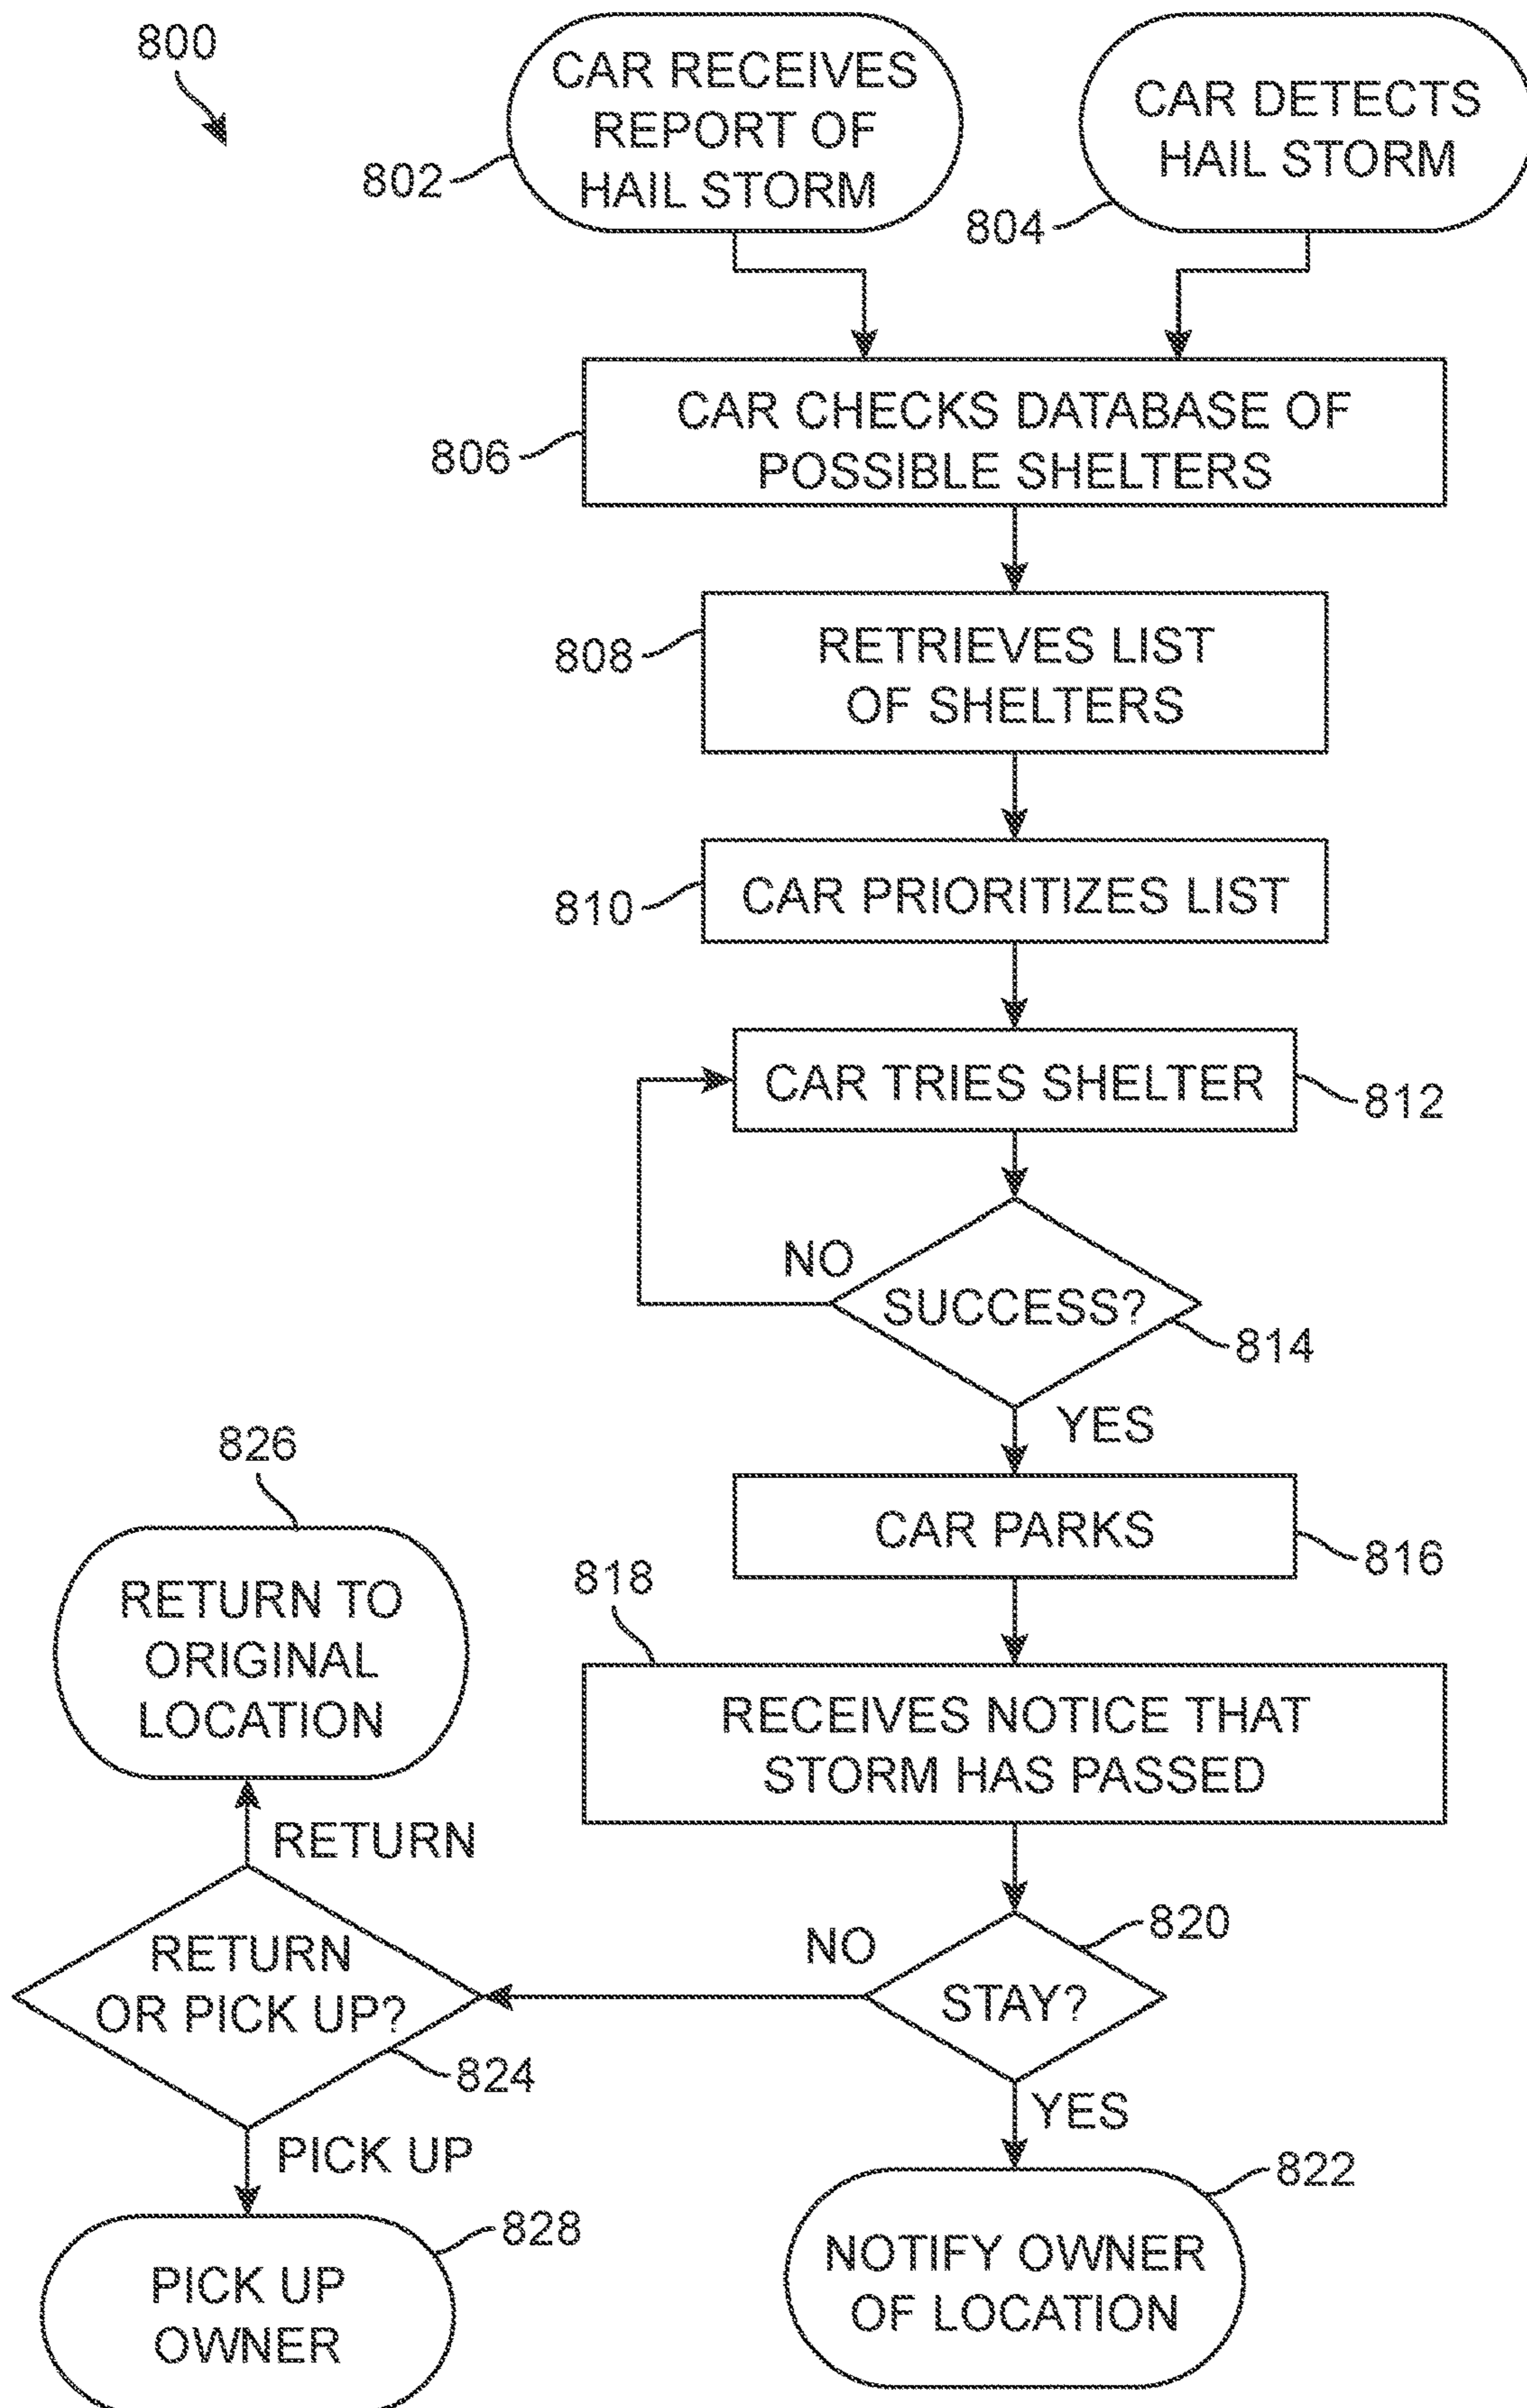 800
CAR RECEIVES
REPORT OF
HAIL STORM
802
CAR DETECTS
HAIL STORM
804
CAR CHECKS DATABASE OF
POSSIBLE SHELTERS
806
RETRIEVES LIST
OF SHELTERS
808
CAR PRIORITIZES LIST
810
CAR TRIES SHELTER
812
NO
SUCCESS?
814
YES
CAR PARKS
816
818
RECEIVES NOTICE THAT
STORM HAS PASSED
820
NO
STAY?
YES
822
NOTIFY OWNER
OF LOCATION
826
RETURN TO
ORIGINAL
LOCATION
RETURN
RETURN
OR PICK UP?
824
PICK UP
828
PICK UP
OWNER